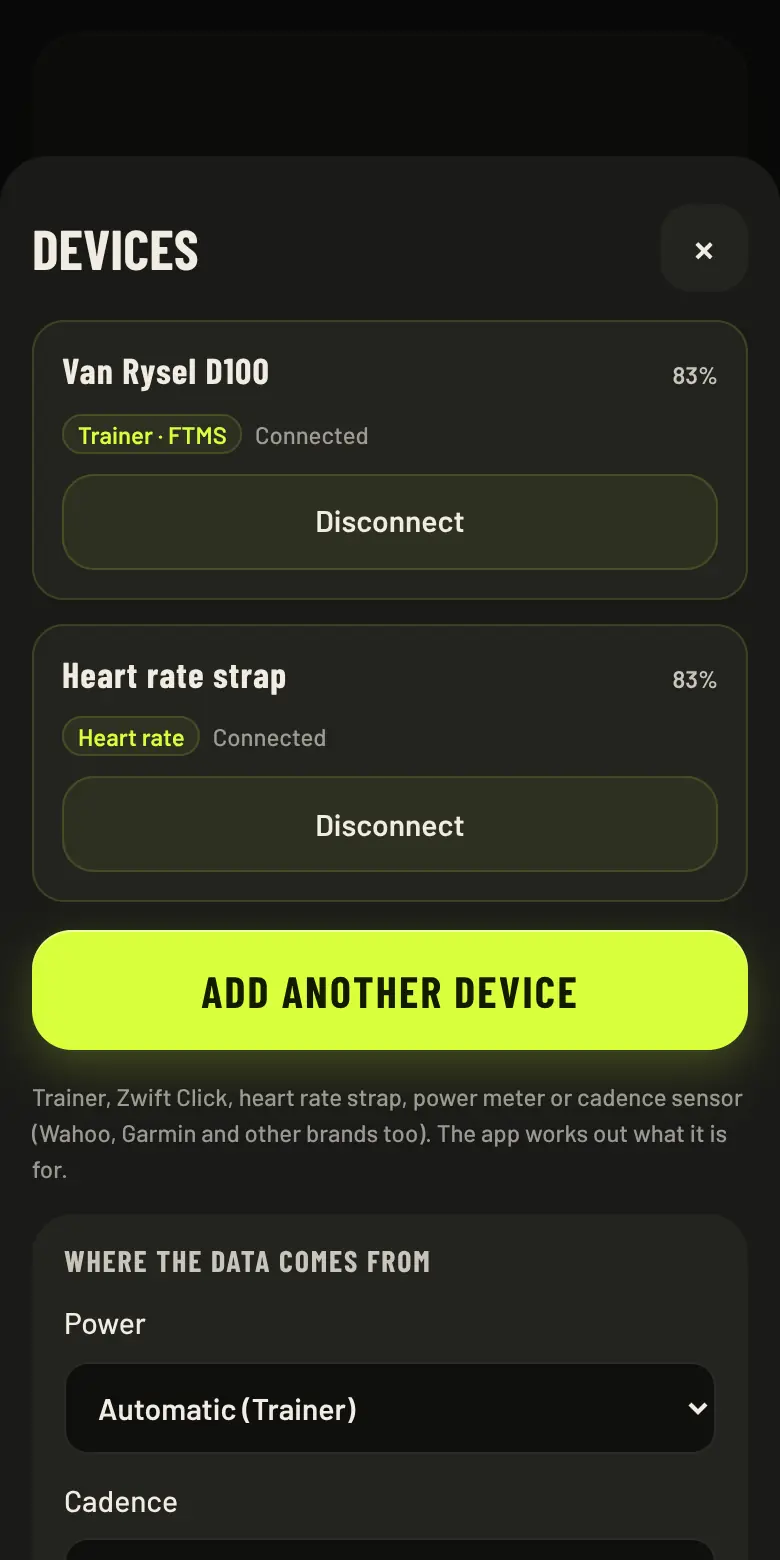 DEVICES
×
Van Rysel D100
83%
Trainer · FTMS
Connected
Disconnect
Heart rate strap
83%
Heart rate
Connected
Disconnect
ADD ANOTHER DEVICE
Trainer, Zwift Click, heart rate strap, power meter or cadence sensor
(Wahoo, Garmin and other brands too). The app works out what it is
for.
WHERE THE DATA COMES FROM
Power
Automatic (Trainer)
Cadence